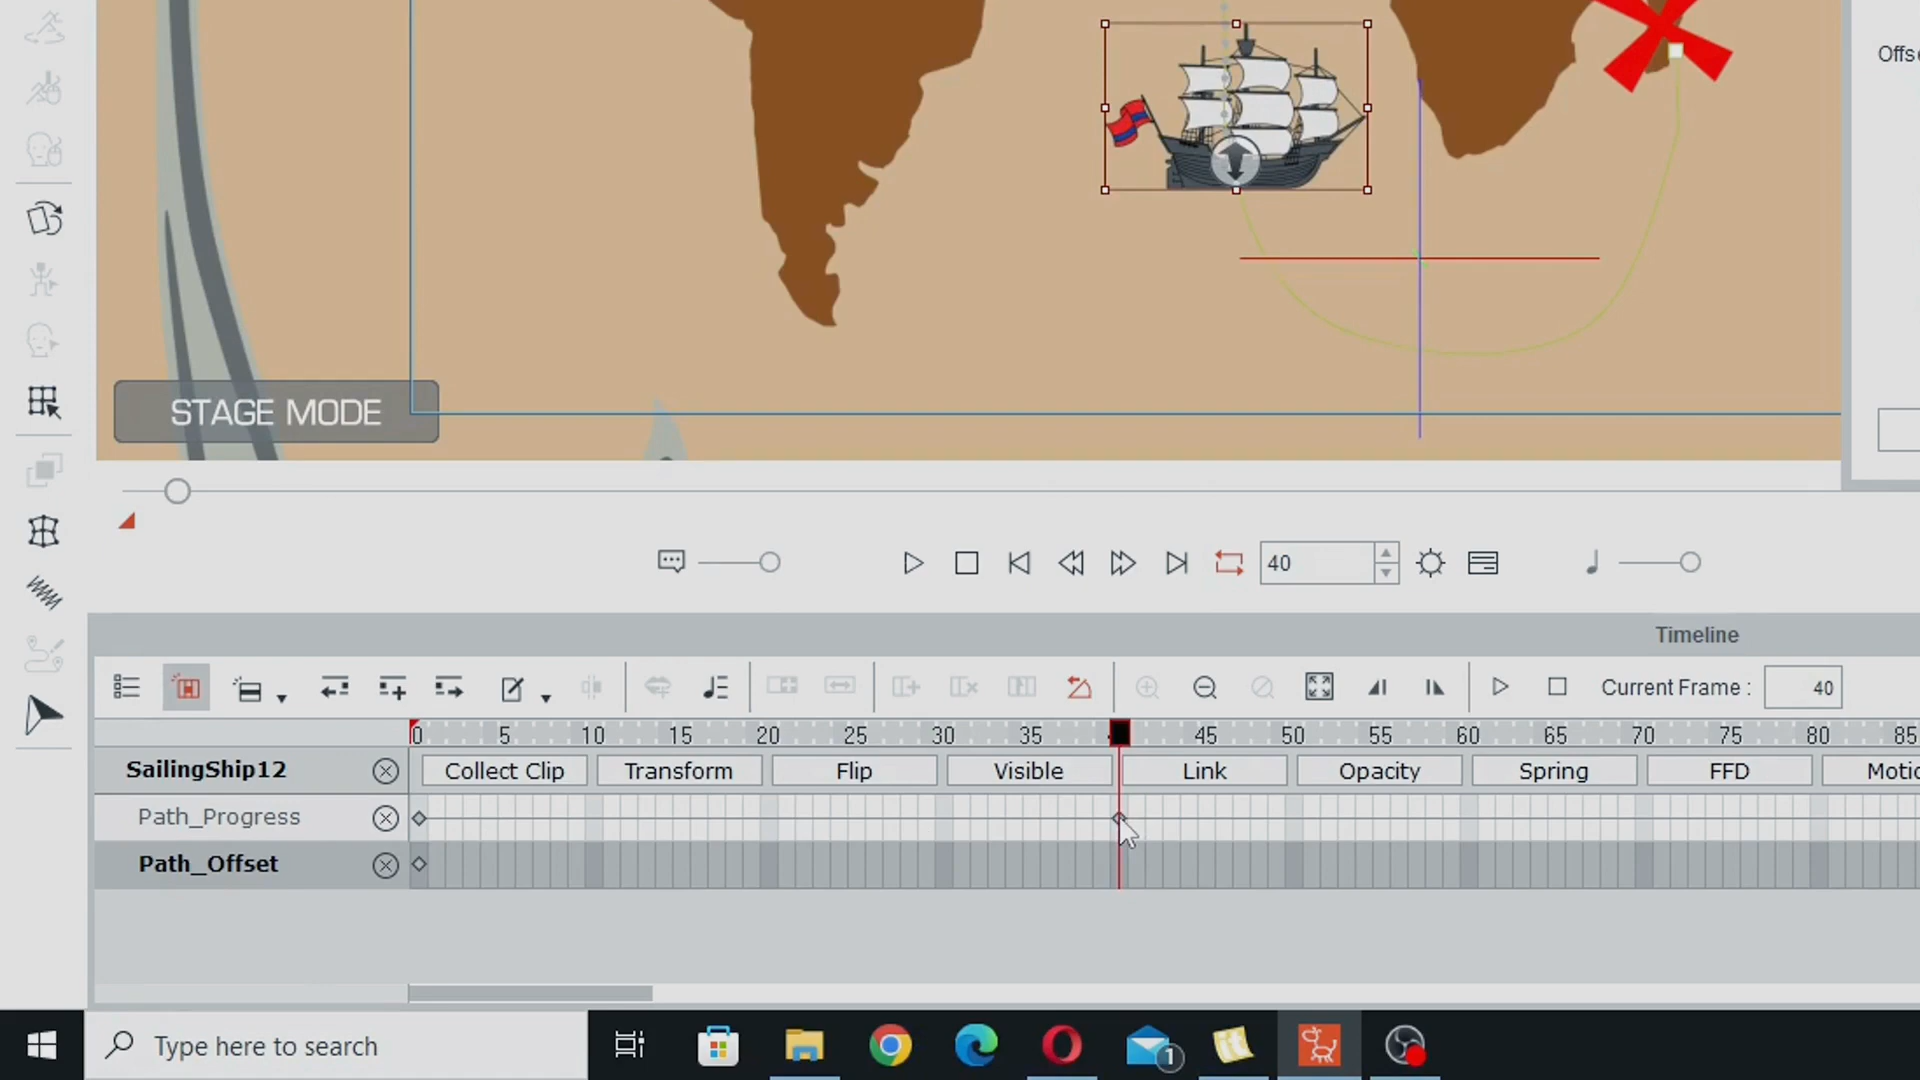 Offse
STAGE MODE
40
Timeline
Current Frame :
40
0 5 10 15 20 25 30 35 45 50 55 60 65 70 75 80 85
SailingShip12
Collect Clip
Transform
Flip
Visible
Link
Opacity
Spring
FFD
Motio
Path_Progress
Path_Offset
Type here to search
1